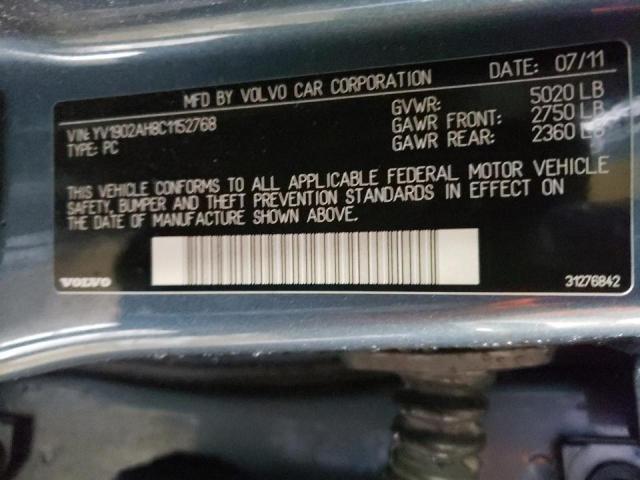 MFD BY VOLVO CAR CORPORATION DATE: 07/11
VIN: YV1902AH8C1152768 GVWR: 5020 LB
TYPE: PC GAWR FRONT: 2750 LB
GAWR REAR: 2360 LB
THIS VEHICLE CONFORMS TO ALL APPLICABLE FEDERAL MOTOR VEHICLE
SAFETY, BUMPER AND THEFT PREVENTION STANDARDS IN EFFECT ON
THE DATE OF MANUFACTURE SHOWN ABOVE.
VOLVO 31276842